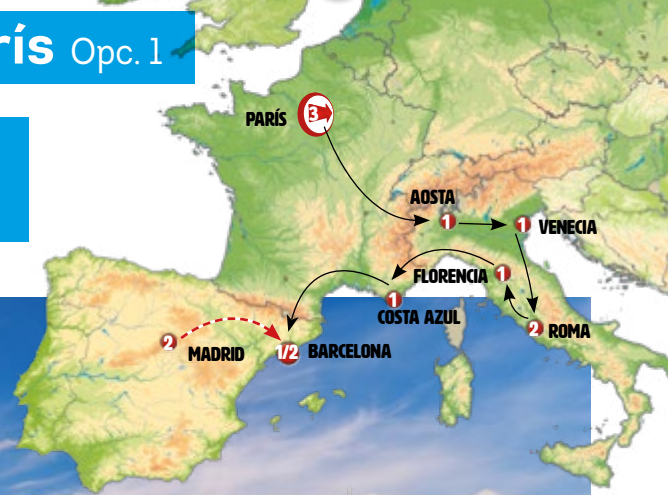 rís Opc. 1
PARÍS
3
AOSTA
1
1 VENECIA
FLORENCIA 1
1
COSTA AZUL
2 ROMA
2 MADRID
1/2 BARCELONA